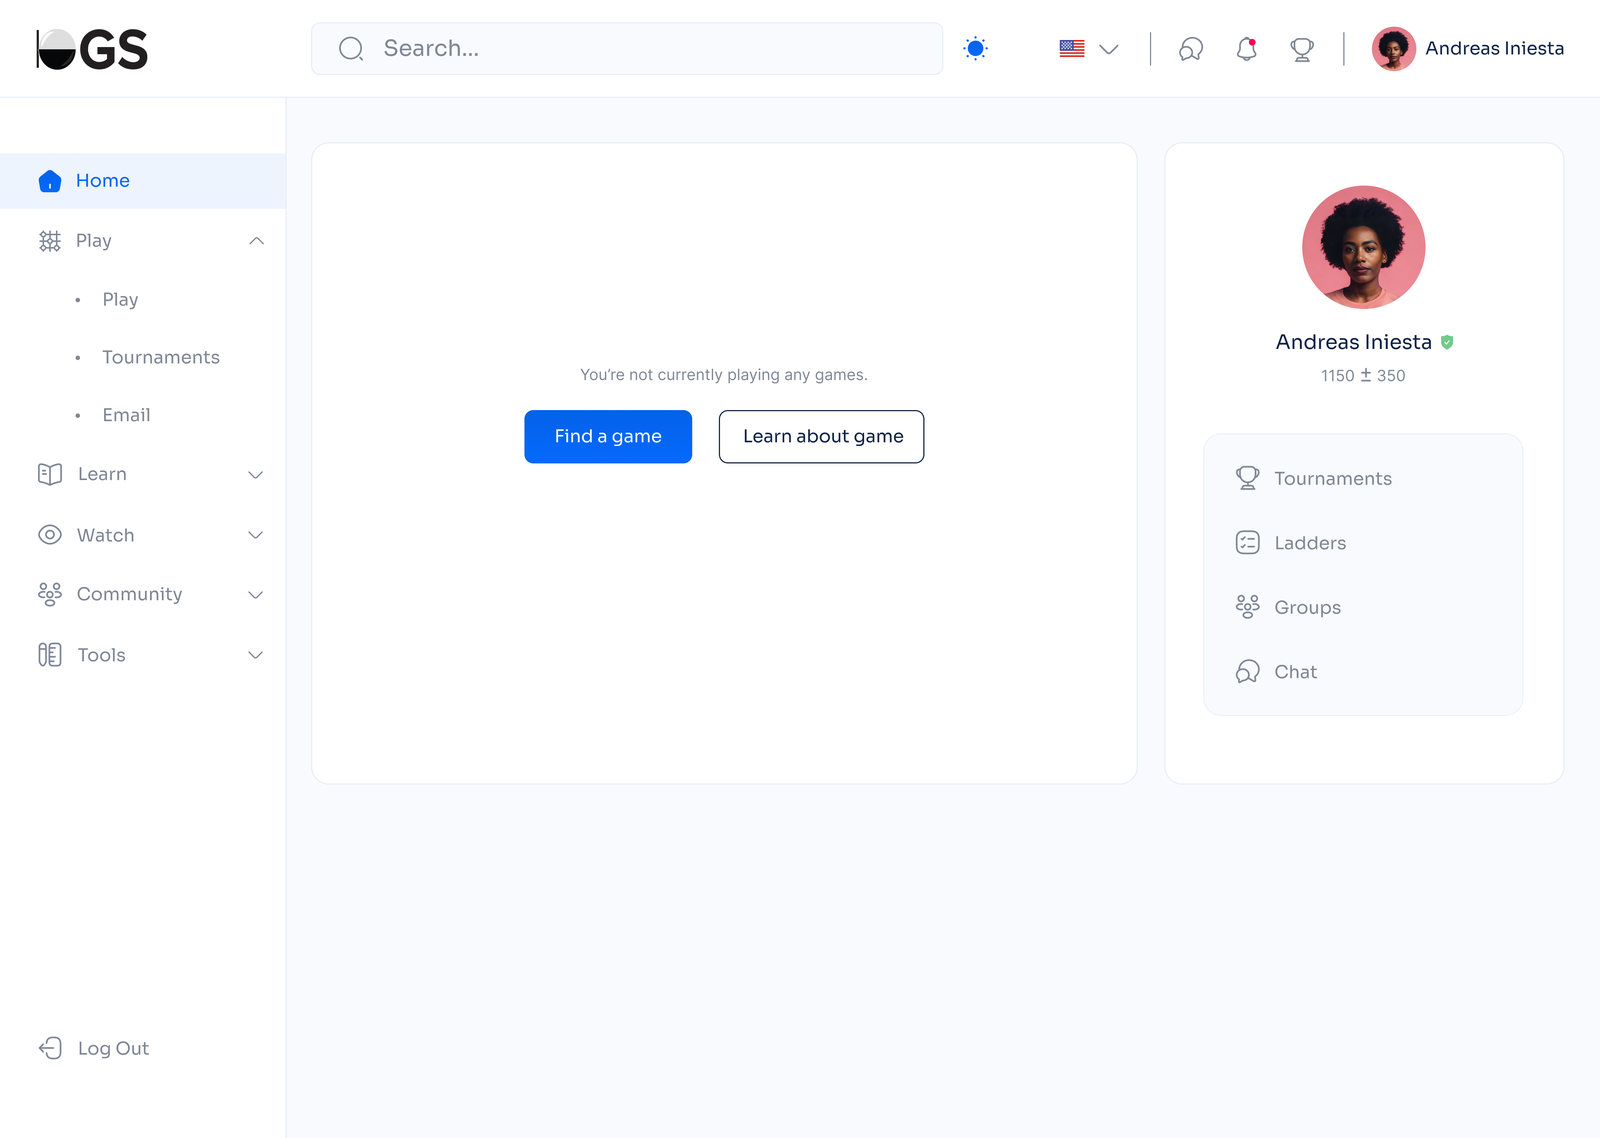 OGS
Search...
Andreas Iniesta
Home
Play
Play
Tournaments
Email
Learn
Watch
Community
Tools
Log Out
You're not currently playing any games.
Find a game
Learn about game
Andreas Iniesta
1150 ± 350
Tournaments
Ladders
Groups
Chat